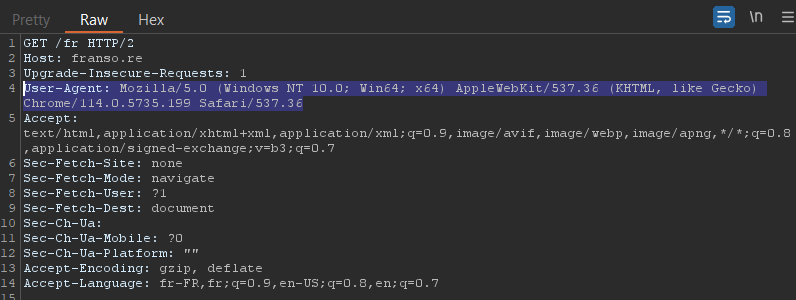 Pretty Raw Hex \n
1 GET /fr HTTP/2
2 Host: franso.re
3 Upgrade-Insecure-Requests: 1
4 User-Agent: Mozilla/5.0 (Windows NT 10.0; Win64; x64) AppleWebKit/537.36 (KHTML, like Gecko)
Chrome/114.0.5735.199 Safari/537.36
5 Accept:
text/html,application/xhtml+xml,application/xml;q=0.9,image/avif,image/webp,image/apng,*/*;q=0.8
,application/signed-exchange;v=b3;q=0.7
6 Sec-Fetch-Site: none
7 Sec-Fetch-Mode: navigate
8 Sec-Fetch-User: ?1
9 Sec-Fetch-Dest: document
10 Sec-Ch-Ua:
11 Sec-Ch-Ua-Mobile: ?0
12 Sec-Ch-Ua-Platform: ""
13 Accept-Encoding: gzip, deflate
14 Accept-Language: fr-FR,fr;q=0.9,en-US;q=0.8,en;q=0.7
15